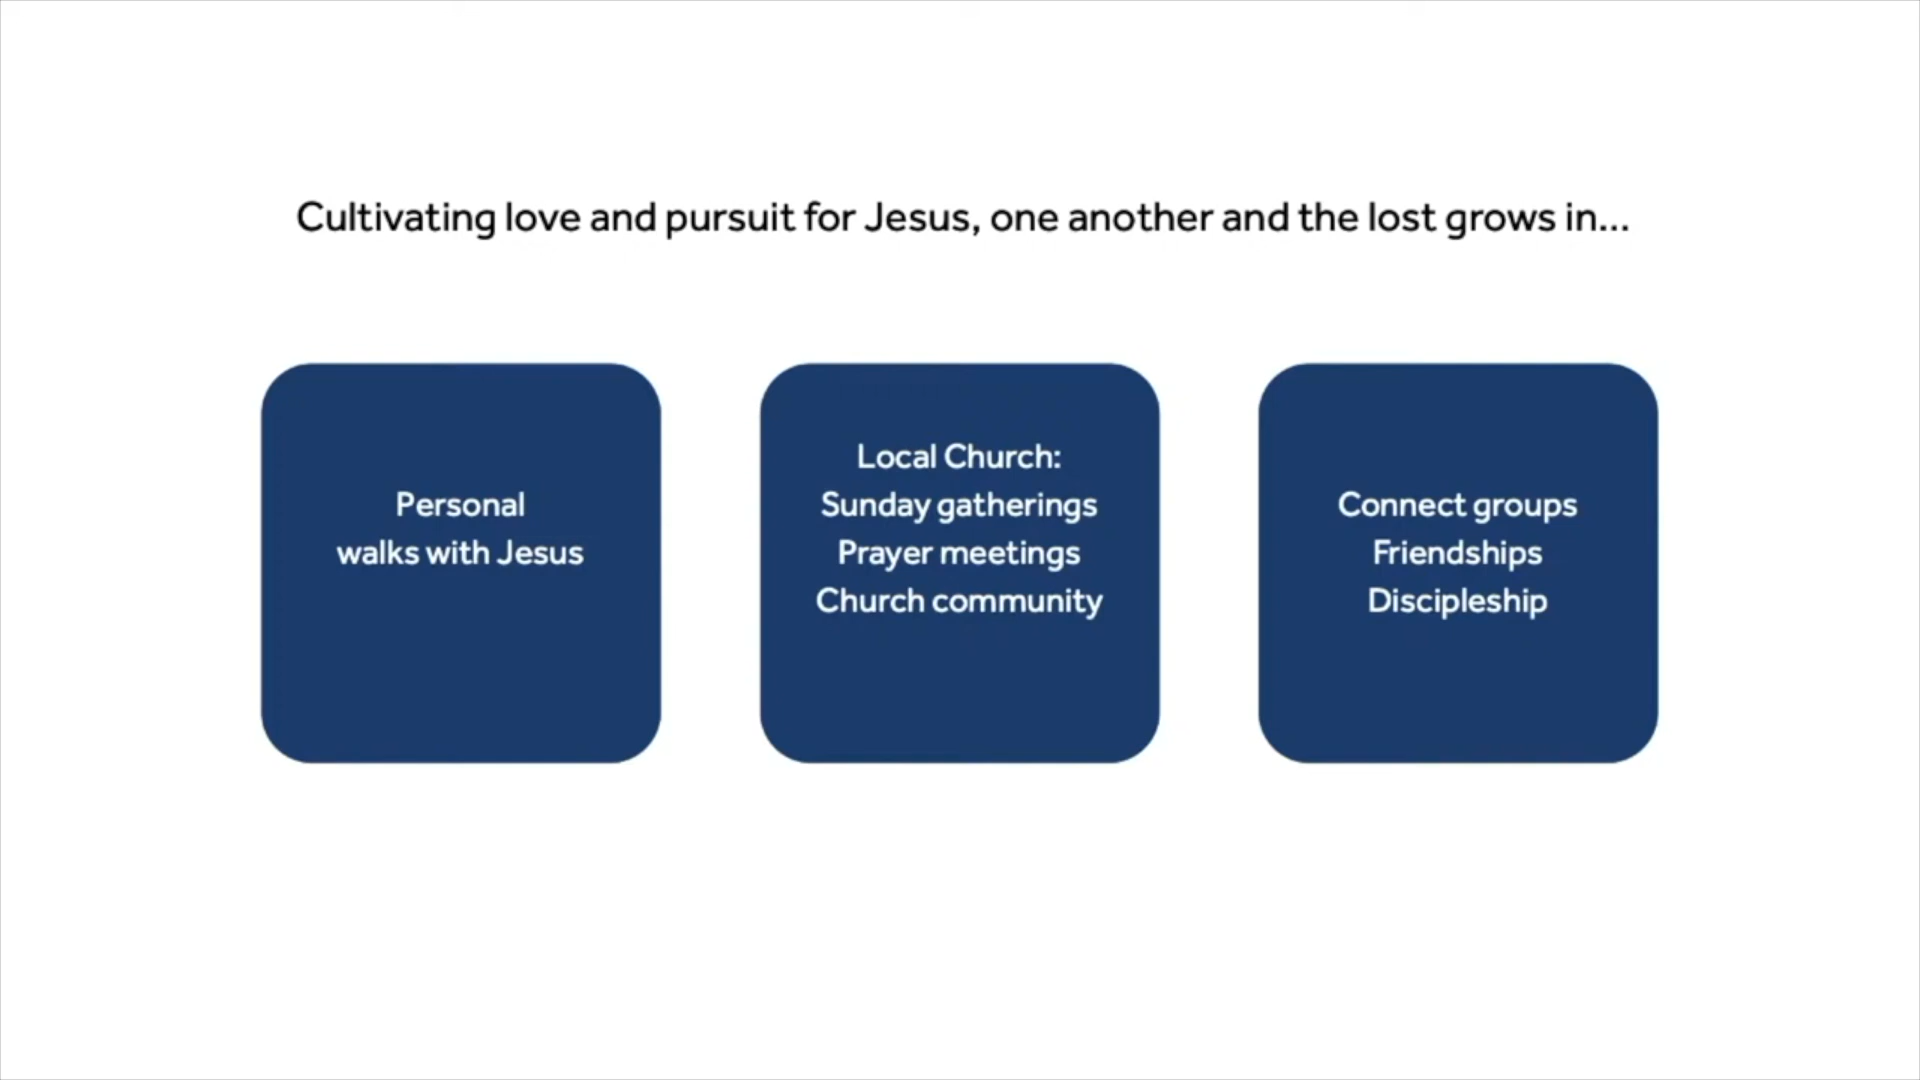 Cultivating love and pursuit for Jesus, one another and the lost grows in...
Personal
walks with Jesus
Local Church:
Sunday gatherings
Prayer meetings
Church community
Connect groups
Friendships
Discipleship